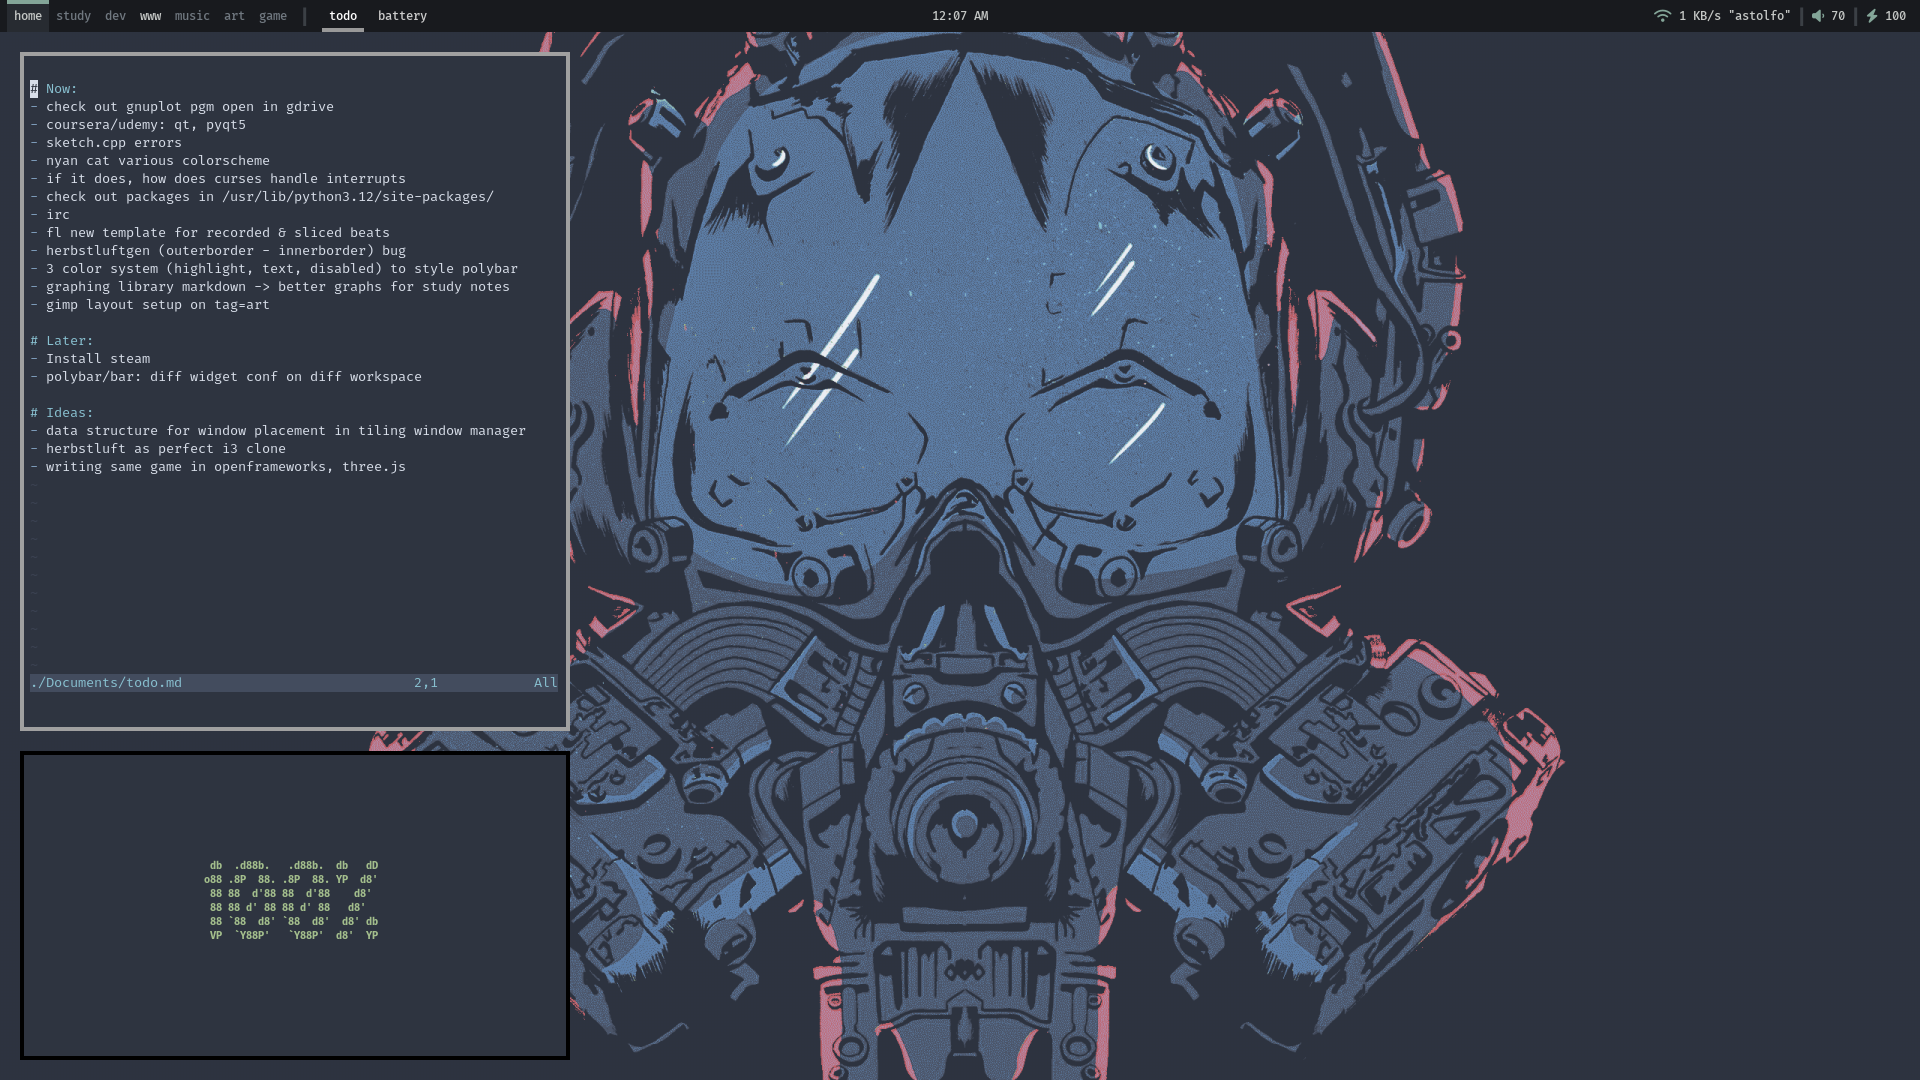 home study dev www music art game | todo battery 12:07 AM 1 KB/s "astolfo" | 70 | 100
# Now:
- check out gnuplot pgm open in gdrive
- coursera/udemy: qt, pyqt5
- sketch.cpp errors
- nyan cat various colorscheme
- if it does, how does curses handle interrupts
- check out packages in /usr/lib/python3.12/site-packages/
- irc
- fl new template for recorded & sliced beats
- herbstluftgen (outerborder - innerborder) bug
- 3 color system (highlight, text, disabled) to style polybar
- graphing library markdown -> better graphs for study notes
- gimp layout setup on tag=art
# Later:
- Install steam
- polybar/bar: diff widget conf on diff workspace
# Ideas:
- data structure for window placement in tiling window manager
- herbstluft as perfect i3 clone
- writing same game in openframeworks, three.js
./Documents/todo.md 2,1 All
 db  .d88b.   .d88b.  db   dD
o88 .8P  88. .8P  88. YP  d8'
 88 88  d'88 88  d'88    d8'
 88 88 d' 88 88 d' 88   d8'
 88 `88  d8' `88  d8'  d8' db
 VP  `Y88P'   `Y88P'  d8'  YP